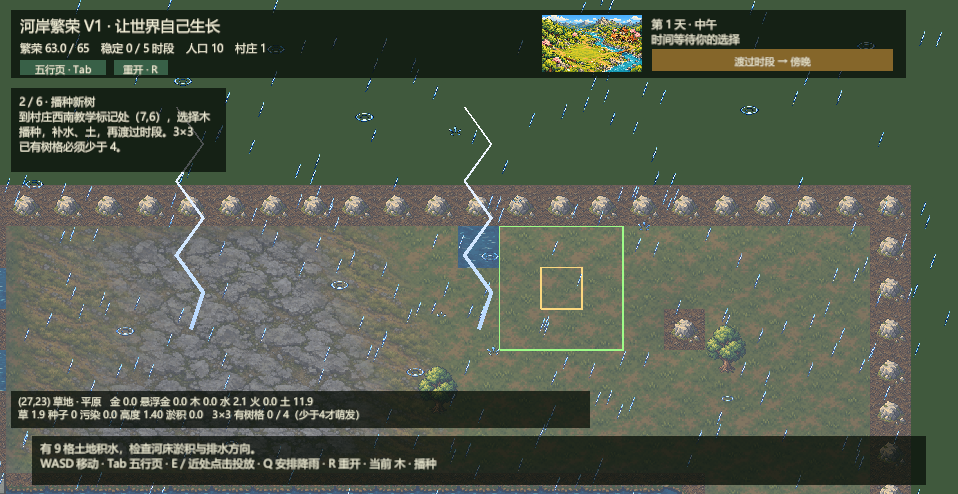 河岸繁荣 V1 · 让世界自己生长
繁荣 63.0 / 65 稳定 0 / 5 时段 人口 10 村庄 1
五行页 · Tab
重开 · R
第 1 天 · 中午
时间等待你的选择
渡过时段 → 傍晚
2 / 6 · 播种新树
到村庄西南教学标记处（7,6），选择木
播种，补水、土，再渡过时段。3×3
已有树格必须少于 4。
(27,23) 草地 · 平原 金 0.0 悬浮金 0.0 木 0.0 水 2.1 火 0.0 土 11.9
草 1.9 种子 0 污染 0.0 高度 1.40 淤积 0.0 3×3 有树格 0 / 4（少于4才萌发）
有 9 格土地积水，检查河床淤积与排水方向。
WASD 移动 · Tab 五行页 · E / 近处点击投放 · Q 安排降雨 · R 重开 · 当前 木 · 播种